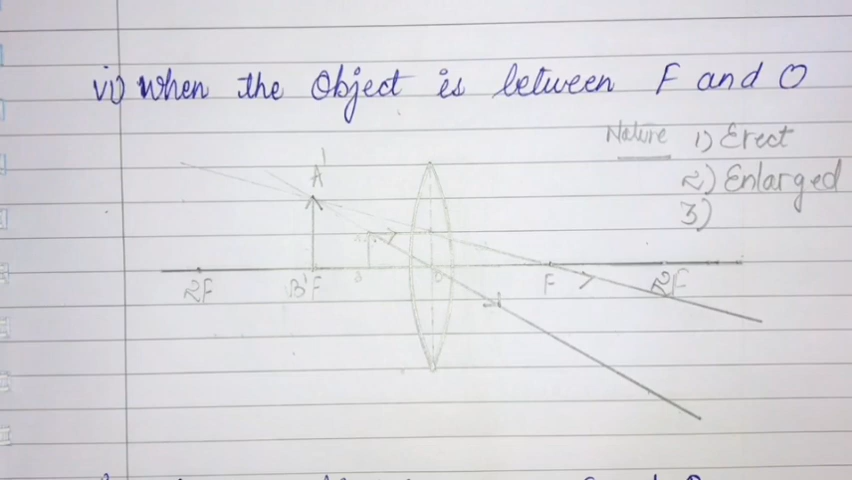 vi) When the Object is between F and O
Nature 1) Erect
2) Enlarged
3)
A'
2F B' F O F 2F